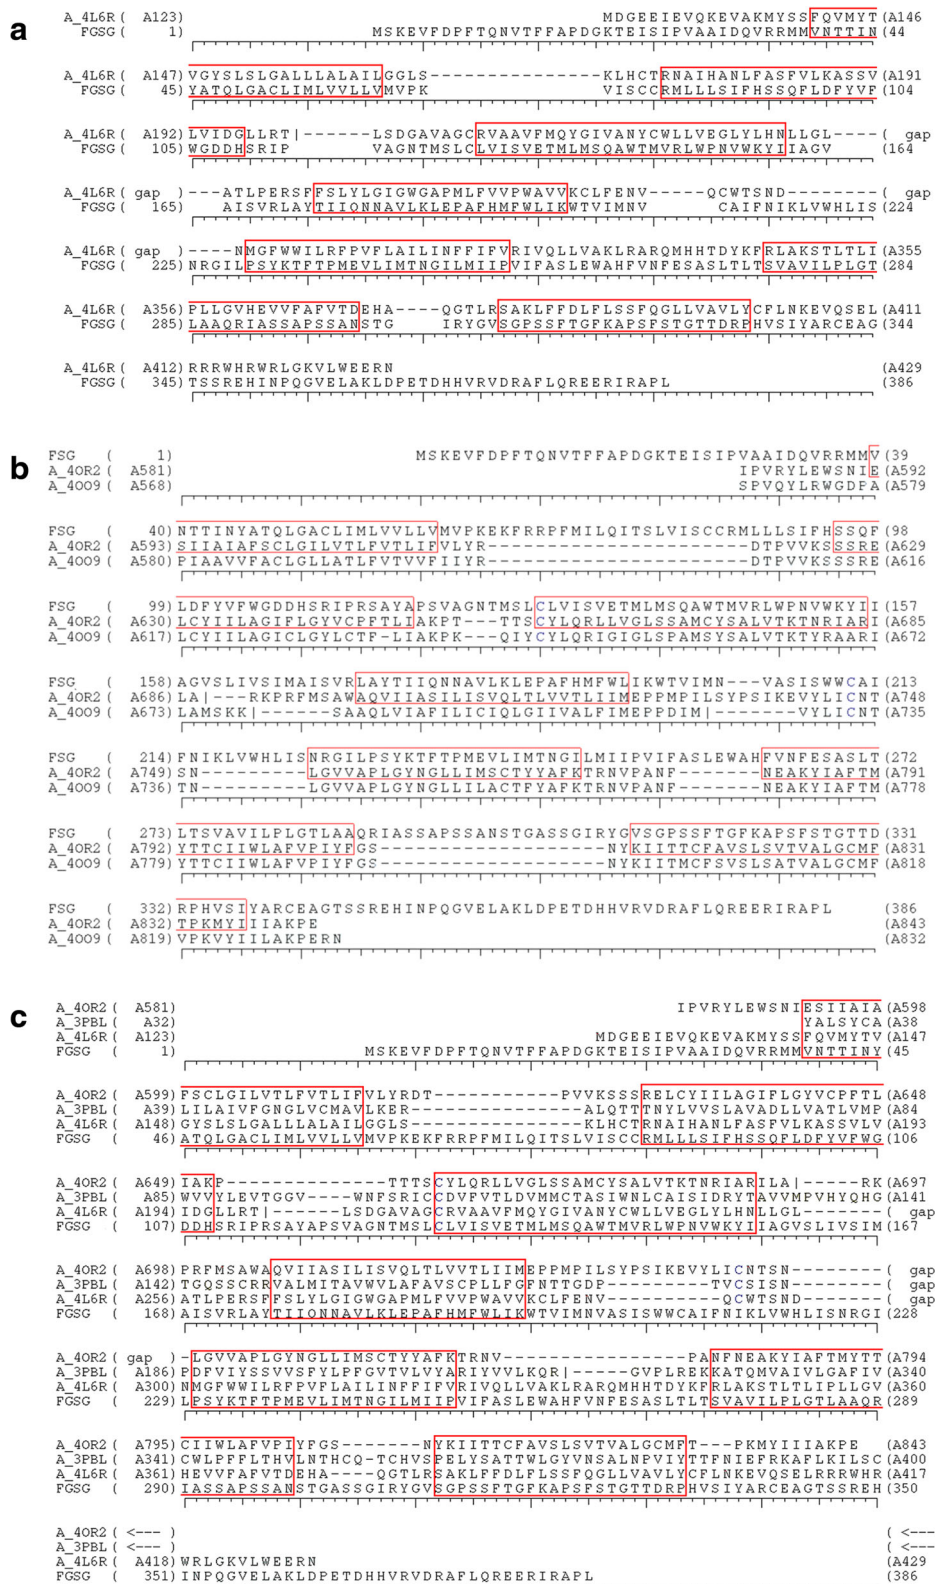 a
A_4L6R( A123) MDGEEIEVQKEVAKMYSSFQVMYT(A146
FGSG( 1) MSKEVFDPFTQNVTFFAPDGKTEISIPVAAIDQVRRMMVNTTIN(44
A_4L6R( A147)VGYSLSLGALLLALAILGGLS---------------KLHCTRNAIHANLFASFVLKASSV(A191
FGSG( 45)YATQLGACLIMLVVLLVMVPK VISCCRMLLLSIFHSSQFLDFYVF(104
A_4L6R( A192)LVIDGLLRT|------LSDGAVAGCRVAAVFMQYGIVANYCWLLVEGLYLHNLLGL----( gap
FGSG( 105)WGDDHSRIP VAGNTMSLCLVISVETMLMSQAWTMVRLWPNVWKYIIAGV (164
A_4L6R( gap )---ATLPERSFFSLYLGIGWGAPMLFVVPWAVVKCLFENV-----QCWTSND--------( gap
FGSG( 165) AISVRLAYTIIQNNAVLKLEPAFHMFWLIKWTVIMNV CAIFNIKLVWHLIS(224
A_4L6R( gap )----NMGFWWILRFPVFLAILINFFIFVRIVQLLVAKLRARQMHHTDYKFRLAKSTLTLI(A355
FGSG( 225)NRGILPSYKTFTPMEVLIMTNGILMIIPVIFASLEWAHFVNFESASLTLTSVAVILPLGT(284
A_4L6R( A356)PLLGVHEVVFAFVTDEHA----QGTLRSAKLFFDLFLSSFQGLLVAVLYCFLNKEVQSEL(A411
FGSG( 285)LAAQRIASSAPSSANSTG IRYGVSGPSSFTGFKAPSFSTGTTDRPHVSIYARCEAG(344
A_4L6R( A412)RRRWHRWRLGKVLWEERN (A429
FGSG( 345)TSSREHINPQGVELAKLDPETDHHVRVDRAFLQREERIRAPL (386
b
FSG ( 1) MSKEVFDPFTQNVTFFAPDGKTEISIPVAAIDQVRRMMV(39
A_4OR2( A581) IPVRYLEWSNIE(A592
A_4OO9( A568) SPVQYLRWGDPA(A579
FSG ( 40)NTTINYATQLGACLIMLVVLLVMVPKEKFRRPFMILQITSLVISCCRMLLLSIFHSSQF(98
A_4OR2( A593)SIIAIAFSCLGILVTLFVTLIFVLYR----------------------DTPVVKSSSRE(A629
A_4OO9( A580)PIAAVVFACLGLLATLFVTVVFIIYR----------------------DTPVVKSSSRE(A616
FSG ( 99)LDFYVFWGDDHSRIPRSAYAPSVAGNTMSLCLVISVETMLMSQAWTMVRLWPNVWKYII(157
A_4OR2( A630)LCYIILAGIFLGYVCPFTLIAKPT---TTSCYLQRLLVGLSSAMCYSALVTKTNRIARI(A685
A_4OO9( A617)LCYIILAGICLGYLCTF-LIAKPK---QIYCYLQRIGIGLSPAMSYSALVTKTYRAARI(A672
FSG ( 158)AGVSLIVSIMAISVRLAYTIIQNNAVLKLEPAFHMFWLIKWTVIMN---VASISWWCAI(213
A_4OR2( A686)LA|---RKPRFMSAWAQVIIASILISVQLTLVVTLIIMEPPMPILSYPSIKEVYLICNT(A748
A_4OO9( A673)LAMSKK|------SAAQLVIAFILICIQLGIIVALFIMEPPDIM|-------VYLICNT(A735
FSG ( 214)FNIKLVWHLISNRGILPSYKTFTPMEVLIMTNGILMIIPVIFASLEWAHFVNFESASLT(272
A_4OR2( A749)SN---------LGVVAPLGYNGLLIMSCTYYAFKTRNVPANF-------NEAKYIAFTM(A791
A_4OO9( A736)TN---------LGVVAPLGYNGLLILACTFYAFKTRNVPANF-------NEAKYIAFTM(A778
FSG ( 273)LTSVAVILPLGTLAAQRIASSAPSSANSTGASSGIRYGVSGPSSFTGFKAPSFSTGTTD(331
A_4OR2( A792)YTTCIIWLAFVPIYFGS-------------------NYKIITTCFAVSLSVTVALGCMF(A831
A_4OO9( A779)YTTCIIWLAFVPIYFGS-------------------NYKIITMCFAVSLSATVALGCMF(A818
FSG ( 332)RPHVSIYARCEAGTSSREHINPQGVELAKLDPETDHHVRVDRAFLQREERIRAPL (386
A_4OR2( A832)TPKMYIIIAKPE (A843
A_4OO9( A819)VPKVYIILAKPERN (A832
c
A_4OR2( A581) IPVRYLEWSNIESIIAIA(A598
A_3PBL( A32) YALSYCA(A38
A_4L6R( A123) MDGEEIEVQKEVAKMYSSFQVMYTV(A147
FGSG( 1) MSKEVFDPFTQNVTFFAPDGKTEISIPVAAIDQVRRMMVNTTINY(45
A_4OR2( A599)FSCLGILVTLFVTLIFVLYRDT-----------PVVKSSSRELCYIILAGIFLGYVCPFTL(A648
A_3PBL( A39)LILAIVFGNGLVCMAVLKER-------------ALQTTTNYLVVSLAVADLLVATLVMP(A84
A_4L6R( A148)GYSLSLGALLLALAILGGLS-------------KLHCTRNAIHANLFASFVLKASSVLV(A193
FGSG( 46)ATQLGACLIMLVVLLVMVPKEKFRRPFMILQITSLVISCCRMLLLSIFHSSQFLDFYVFWG(106
A_4OR2( A649)IAKP------------TTTSCYLQRLLVGLSSAMCYSALVTKTNRIARILA|-----RK(A697
A_3PBL( A85)WVVYLEVTGGV---WNFSRICCDVFVTLDVMMCTASIWNLCAISIDRYTAVVMPVHYQHG(A141
A_4L6R( A194)IDGLLRT|-------LSDGAVAGCRVAAVFMQYGIVANYCWLLVEGLYLHNLLGL-----( gap
FGSG( 107)DDHSRIPRSAYAPSVAGNTMSLCLVISVETMLMSQAWTMVRLWPNVWKYIIAGVSLIVSIM(167
A_4OR2( A698)PRFMSAWAQVIIASILISVQLTLVVTLIIMEPPMPILSYPSIKEVYLICNTSN-------( gap
A_3PBL( A142)TGQSSCRRVALMITAVWVLAFAVSCPLLFGFNTTGDP---------TVCSISN-------( gap
A_4L6R( A256)ATLPERSFFSLYLGIGWGAPMLFVVPWAVVKCLFENV--------QCWTSND--------( gap
FGSG( 168)AISVRLAYTIIQNNAVLKLEPAFHMFWLIKWTVIMNVASISWWCAIFNIKLVWHLISNRGI(228
A_4OR2( gap )-LGVVAPLGYNGLLIMSCTYYAFKTRNV--------------PANFNEAKYIAFTMYTT(A794
A_3PBL( A186)PDFVIYSSVVSFYLPFGVTVLVYARIYVVLKQR|------GVPLREKKATQMVAIVLGAFIV(A340
A_4L6R( A300)NMGFWWILRFPVFLAILINFFIFVRIVQLLVAKLRARQMHHTDYKFRLAKSTLTLIPLLGV(A360
FGSG( 229)LPSYKTFTPMEVLIMTNGILMIIPVIFASLEWAHFVNFESASLTLTSVAVILPLGTLAAQR(289
A_4OR2( A795)CIIWLAFVPIYFGS-------NYKIITTCFAVSLSVTVALGCMFT---PKMYIIIAKPE (A843
A_3PBL( A341)CWLPFFLTHVLNTHCQ-TCHVSPELYSATTWLGYVNSALNPVIYTTFNIEFRKAFLKILSC(A400
A_4L6R( A361)HEVVFAFVTDEHA----QGTLRSAKLFFDLFLSSFQGLLVAVLYCFLNKEVQSELRRRWHR(A417
FGSG( 290)IASSAPSSANSTGASSGIRYGVSGPSSFTGFKAPSFSTGTTDRPHVSIYARCEAGTSSREH(350
A_4OR2( <--- ) ( <---
A_3PBL( <--- ) ( <---
A_4L6R( A418)WRLGKVLWEERN (A429
FGSG( 351)INPQGVELAKLDPETDHHVRVDRAFLQREERIRAPL (386